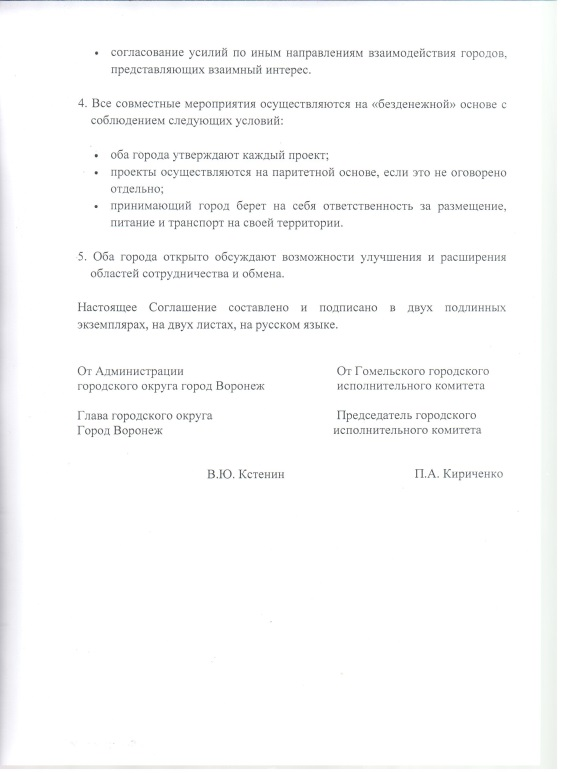 • согласование усилий по иным направлениям взаимодействия городов,
представляющих взаимный интерес.
4. Все совместные мероприятия осуществляются на «безденежной» основе с
соблюдением следующих условий:
• оба города утверждают каждый проект;
• проекты осуществляются на паритетной основе, если это не оговорено
отдельно;
• принимающий город берет на себя ответственность за размещение,
питание и транспорт на своей территории.
5. Оба города открыто обсуждают возможности улучшения и расширения
областей сотрудничества и обмена.
Настоящее Соглашение составлено и подписано в двух подлинных
экземплярах, на двух листах, на русском языке.
От Администрации
городского округа город Воронеж
От Гомельского городского
исполнительного комитета
Глава городского округа
Город Воронеж
Председатель городского
исполнительного комитета
В.Ю. Кстенин
П.А. Кириченко